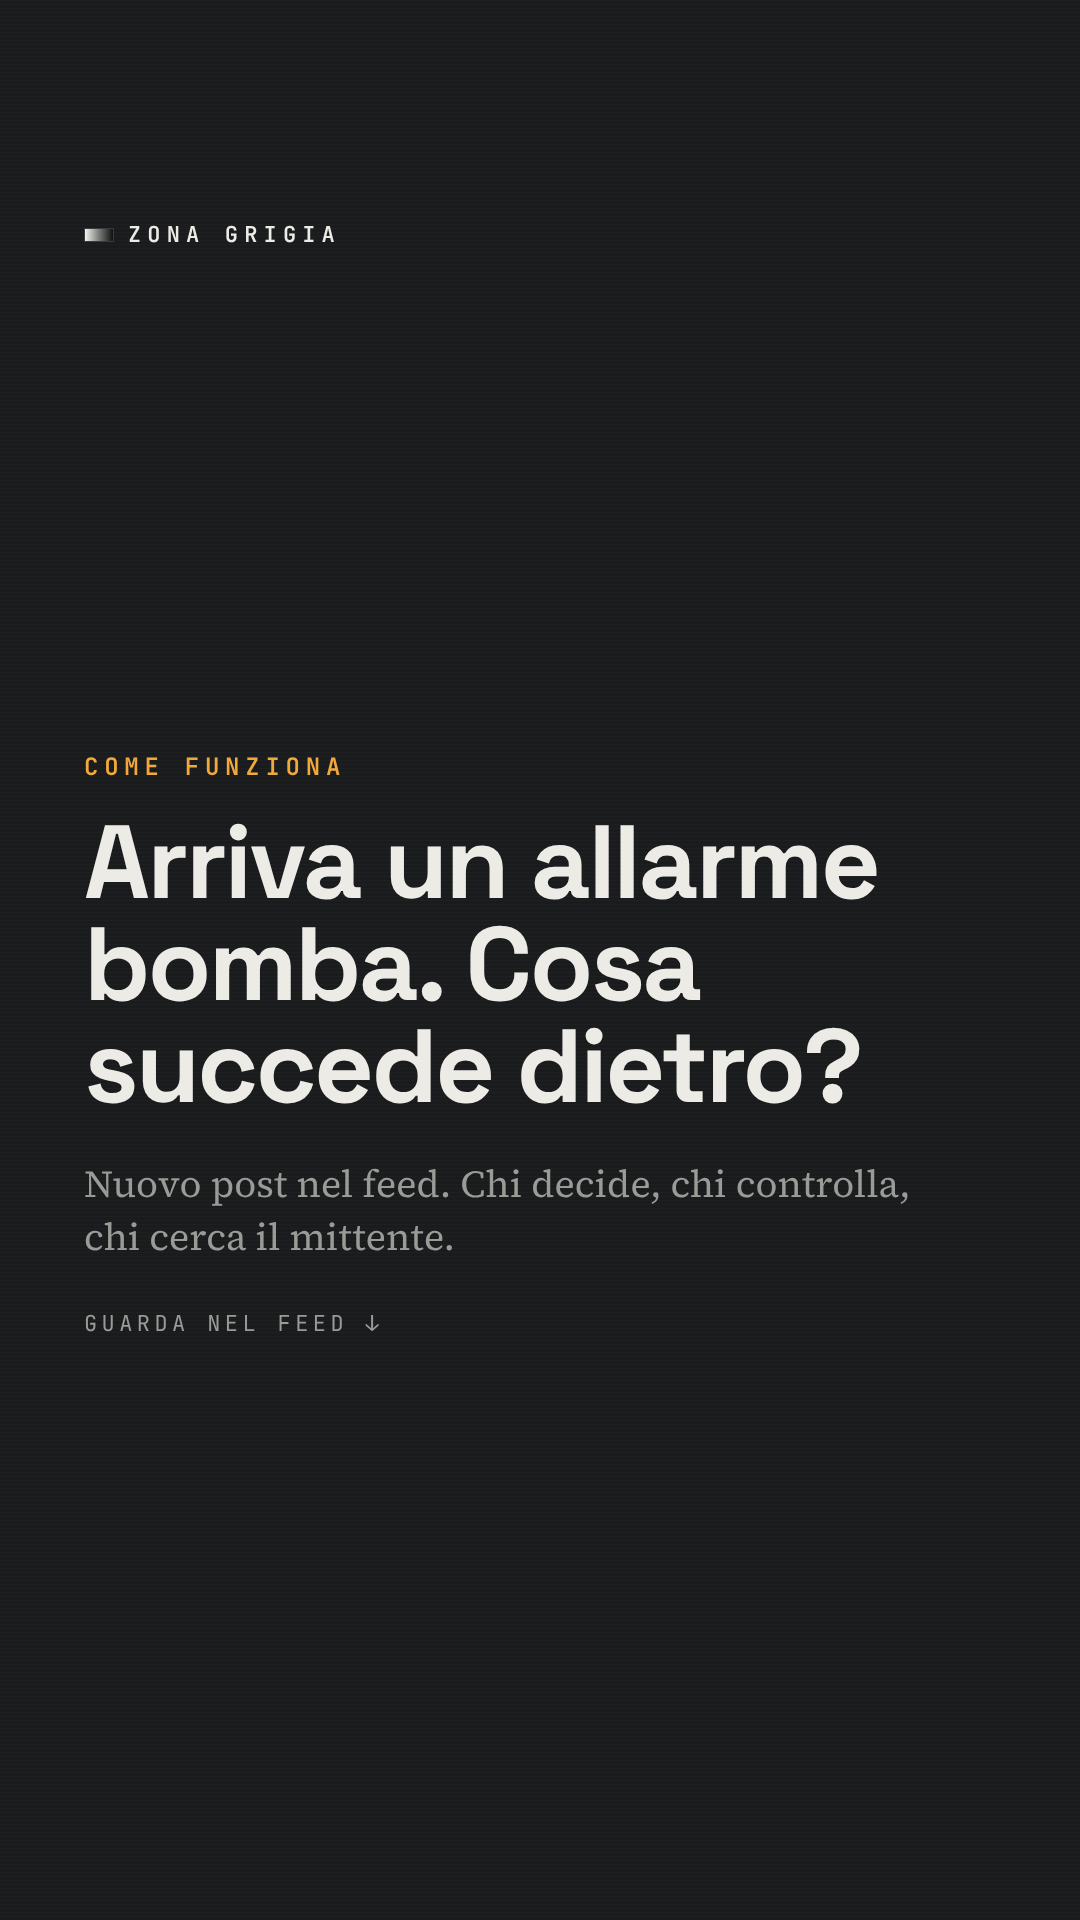 ZONA GRIGIA
COME FUNZIONA
Arriva un allarme
bomba. Cosa
succede dietro?
Nuovo post nel feed. Chi decide, chi controlla,
chi cerca il mittente.
GUARDA NEL FEED ↓